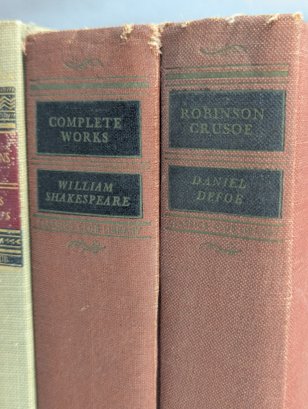 COMPLETE
WORKS
WILLIAM
SHAKESPEARE
ROBINSON
CRUSOE
DANIEL
DEFOE